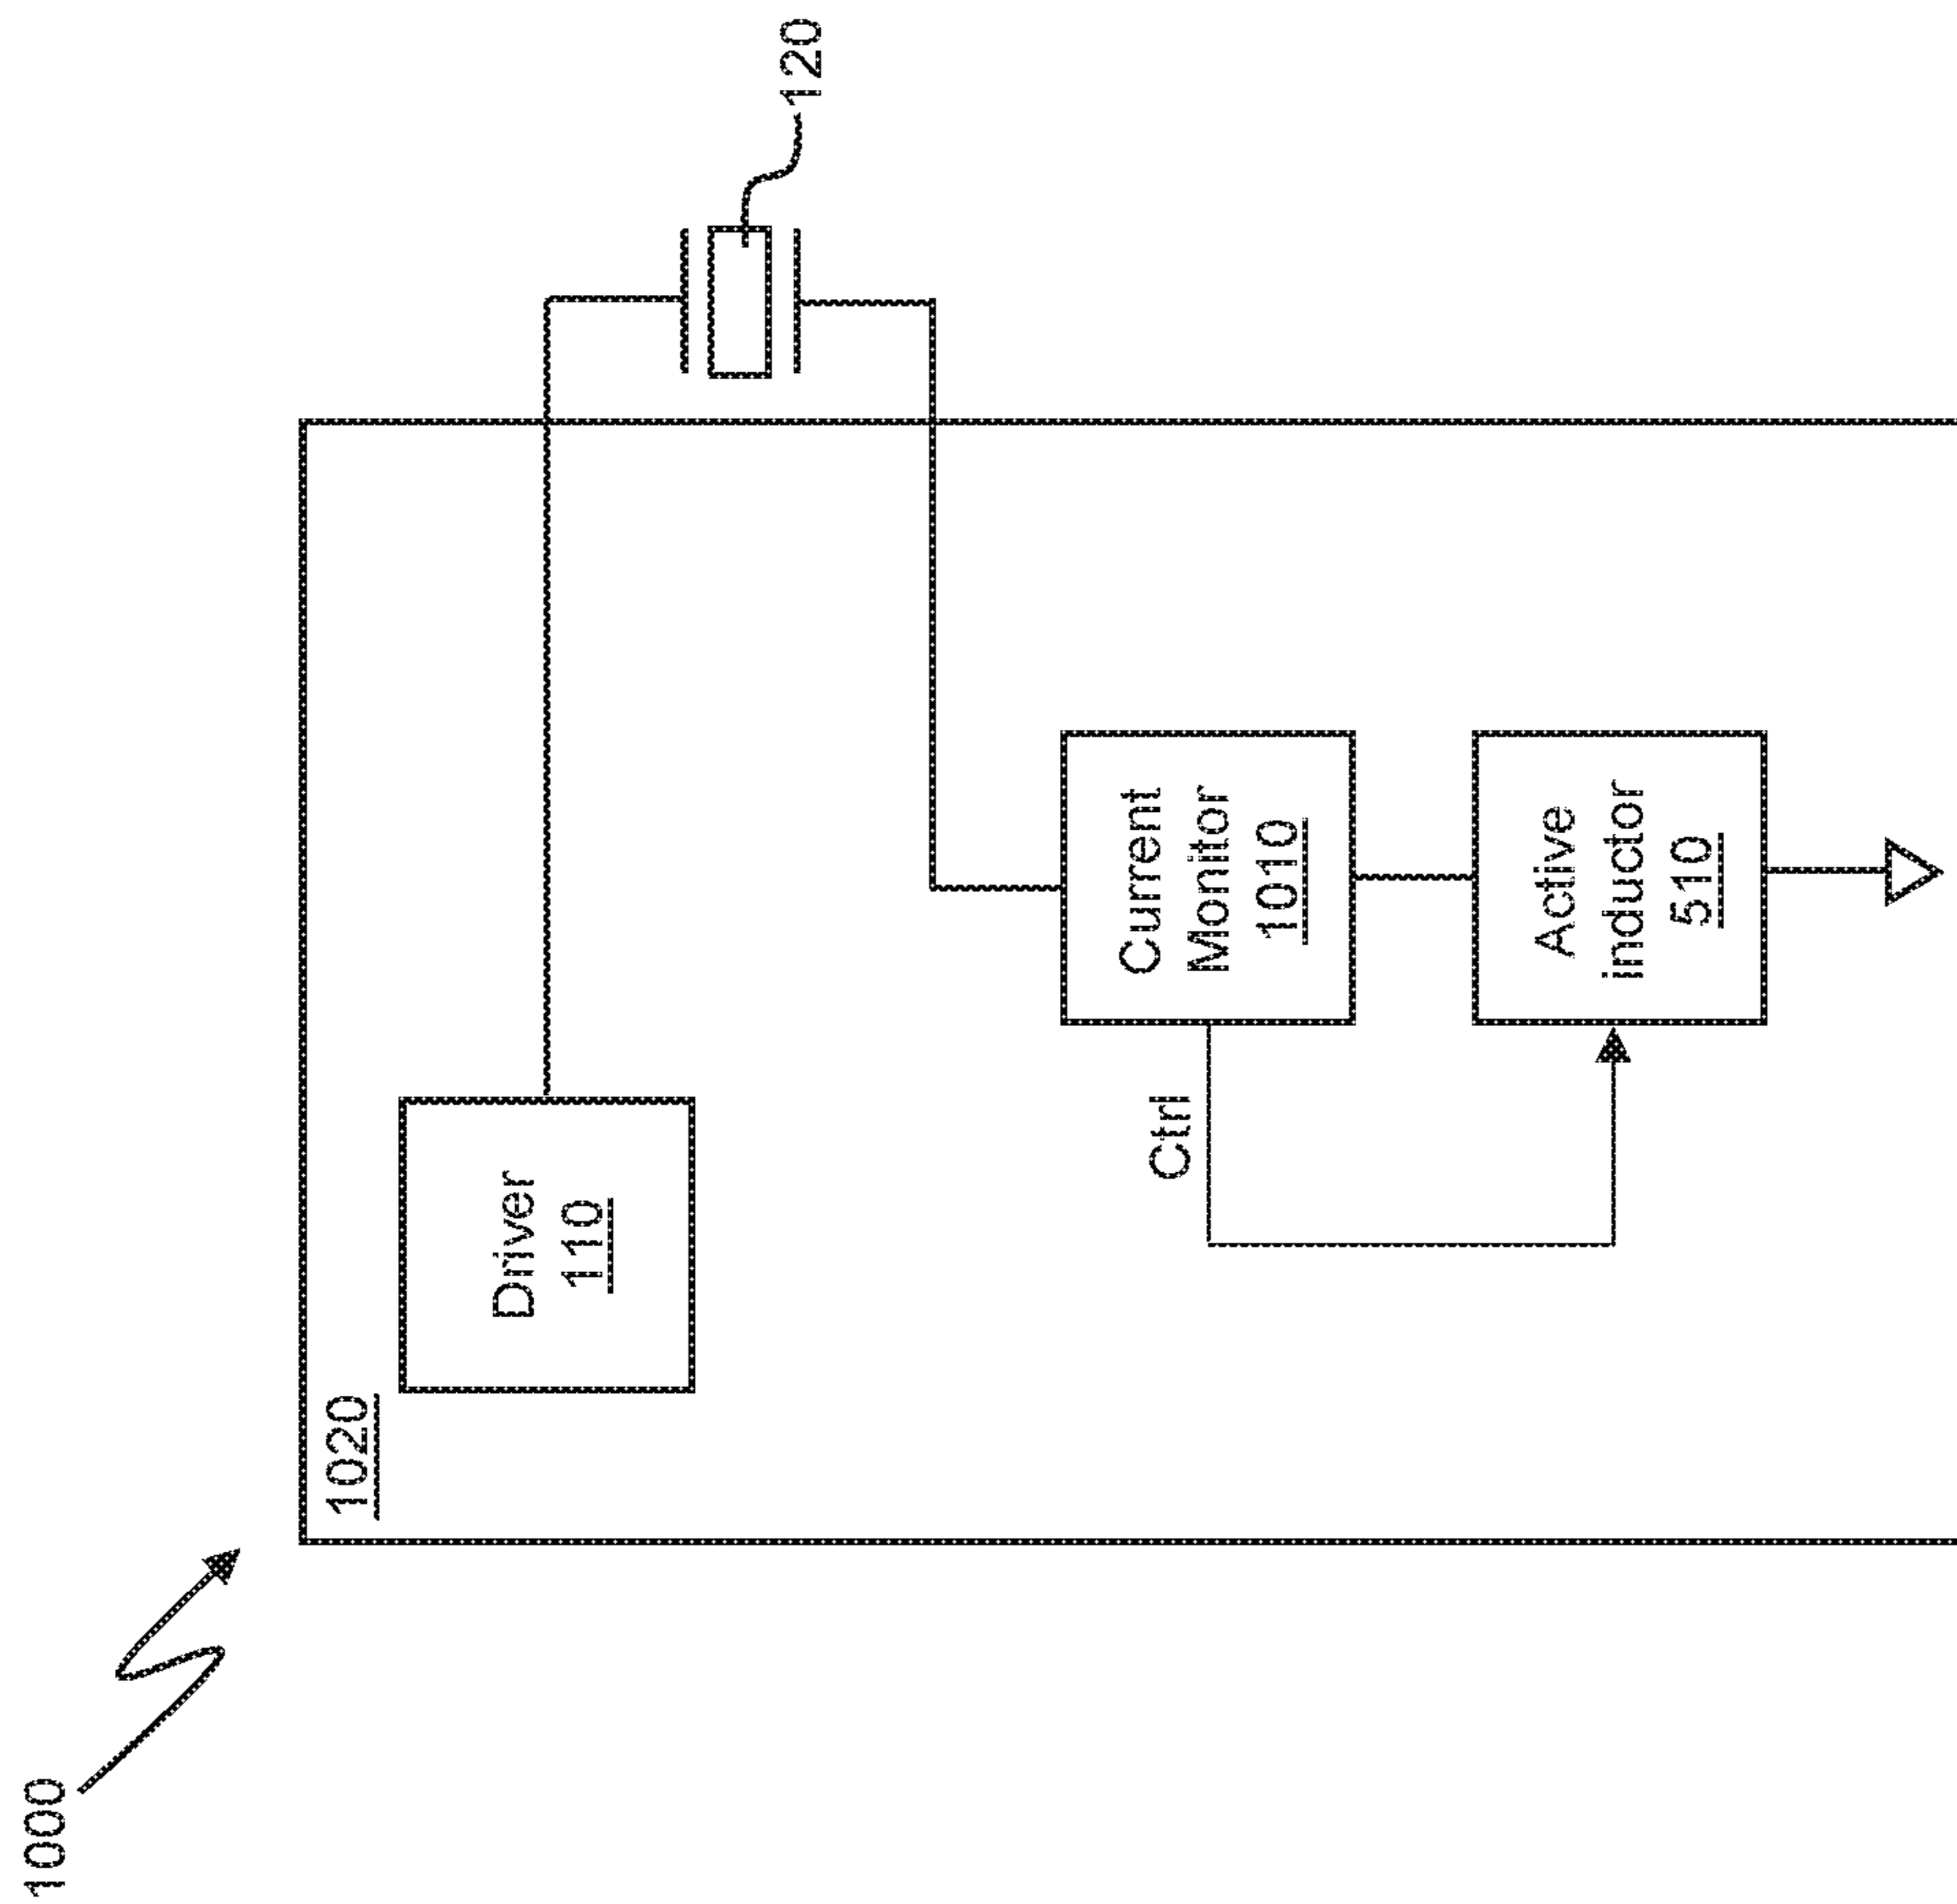 1000
1020
Driver
110
120
Ctrl
Current
Monitor
1010
Active
inductor
510